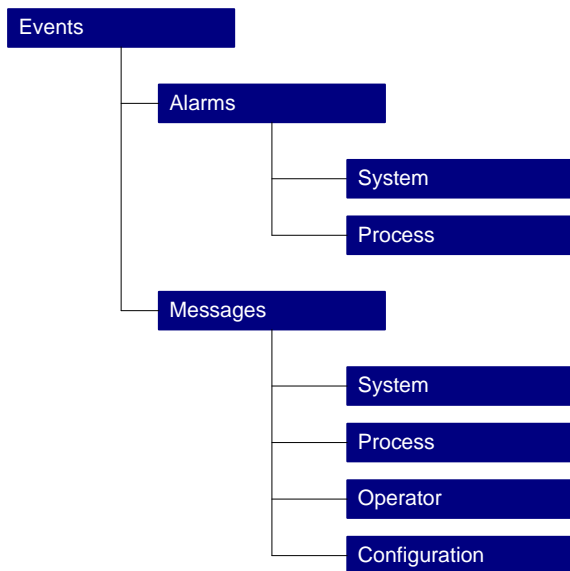 Events
Alarms
System
Process
Messages
System
Process
Operator
Configuration